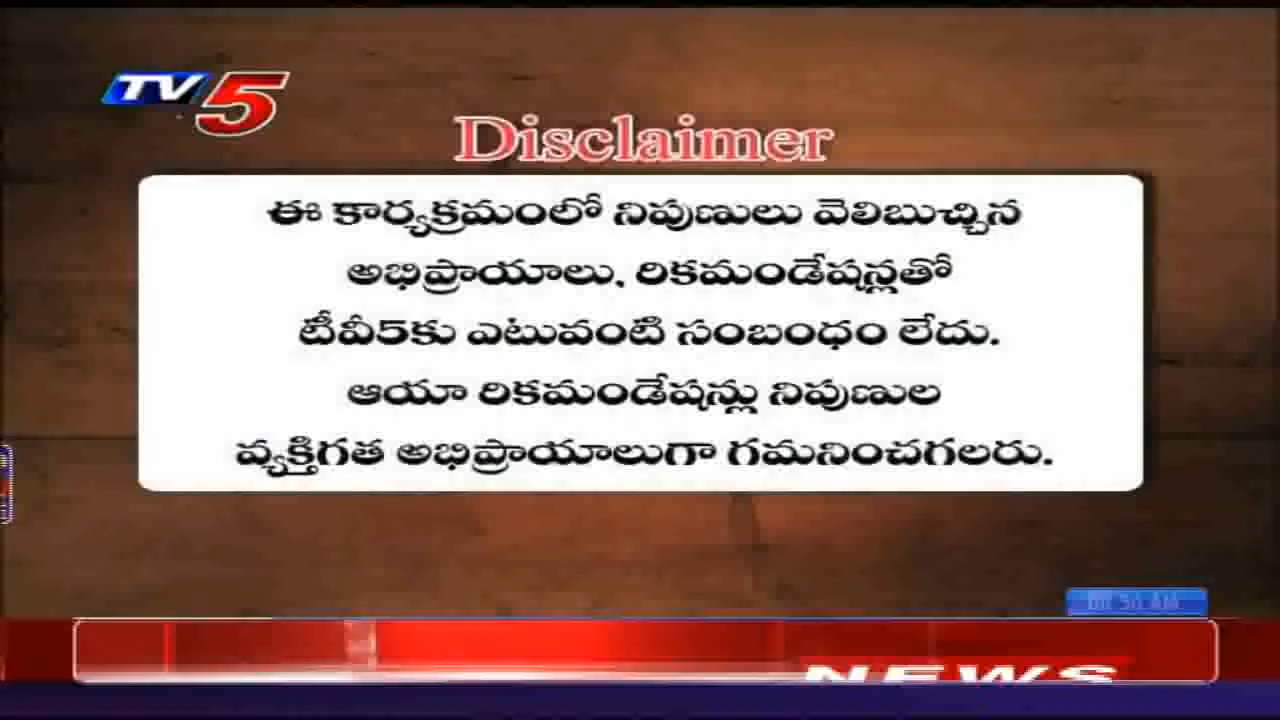 TV5
Disclaimer
ఈ కార్యక్రమంలో నిపుణులు వెలిబుచ్చిన
అభిప్రాయాలు, రికమండేషన్లతో
టీవీ5కు ఎటువంటి సంబంధం లేదు.
ఆయా రికమండేషన్లు నిపుణుల
వ్యక్తిగత అభిప్రాయాలుగా గమనించగలరు.
NEWS